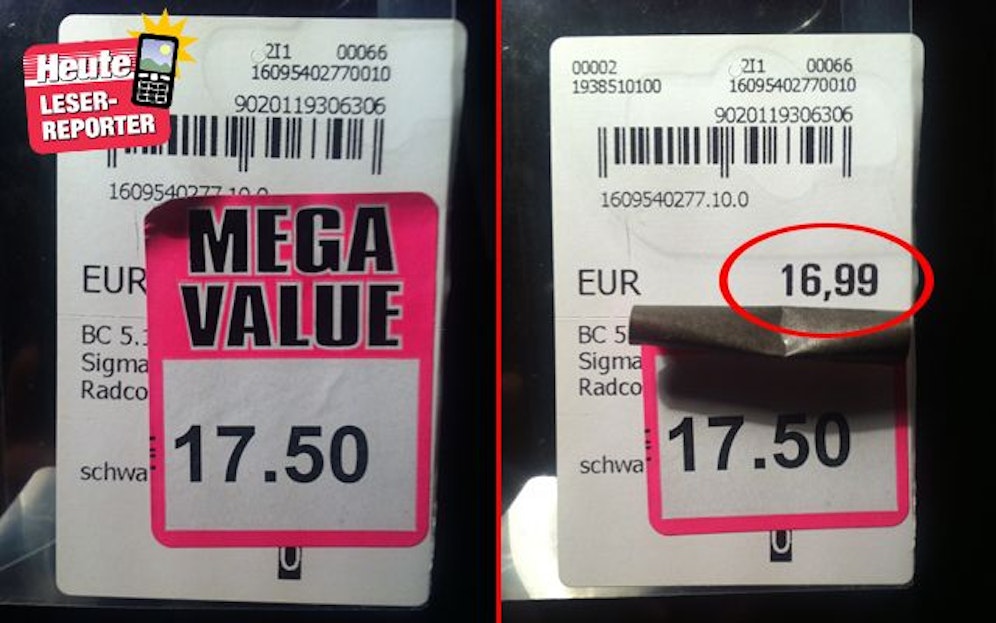 Heute
LESER-
REPORTER
2I1 00066
16095402770010
9020119306306
1609540277.10.0
MEGA
VALUE
EUR
BC 5.1
Sigma
Radco
17.50
schwa
00002 2I1 00066
1938510100 16095402770010
9020119306306
1609540277.10.0
EUR 16,99
BC 5
Sigma
Radco
17.50
schwa